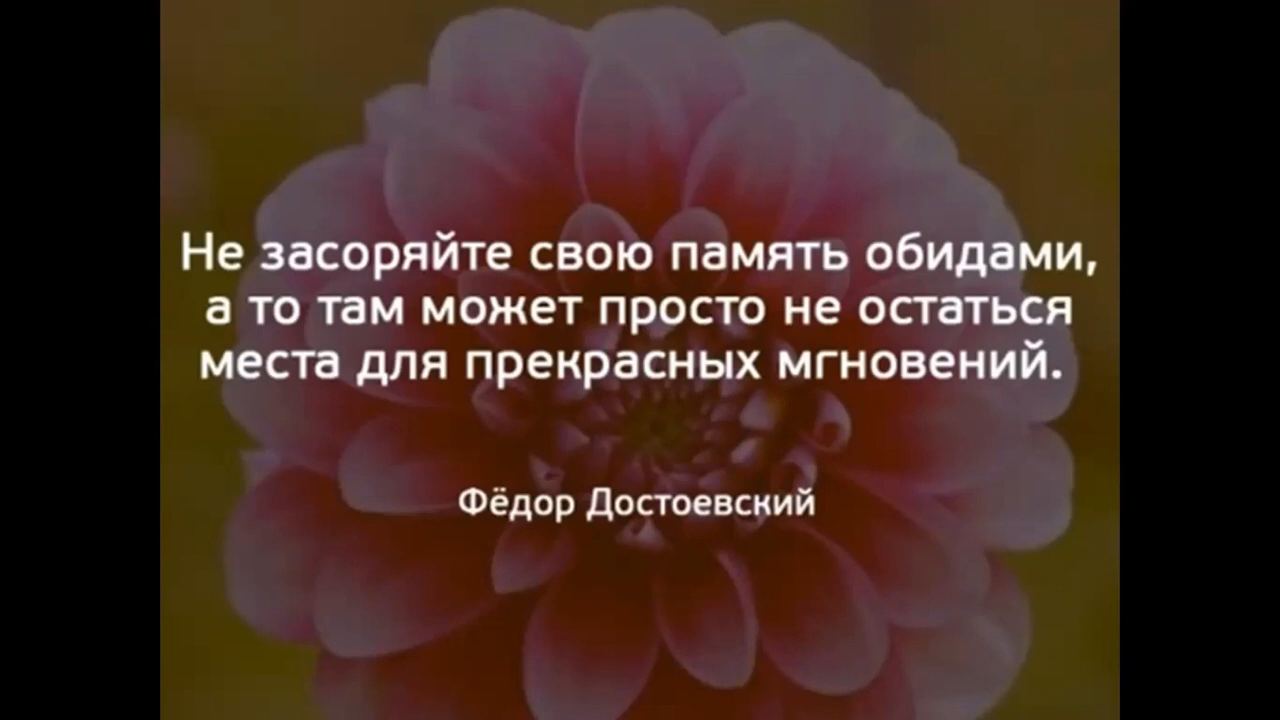 Не засоряйте свою память обидами,
а то там может просто не остаться
места для прекрасных мгновений.
Фёдор Достоевский